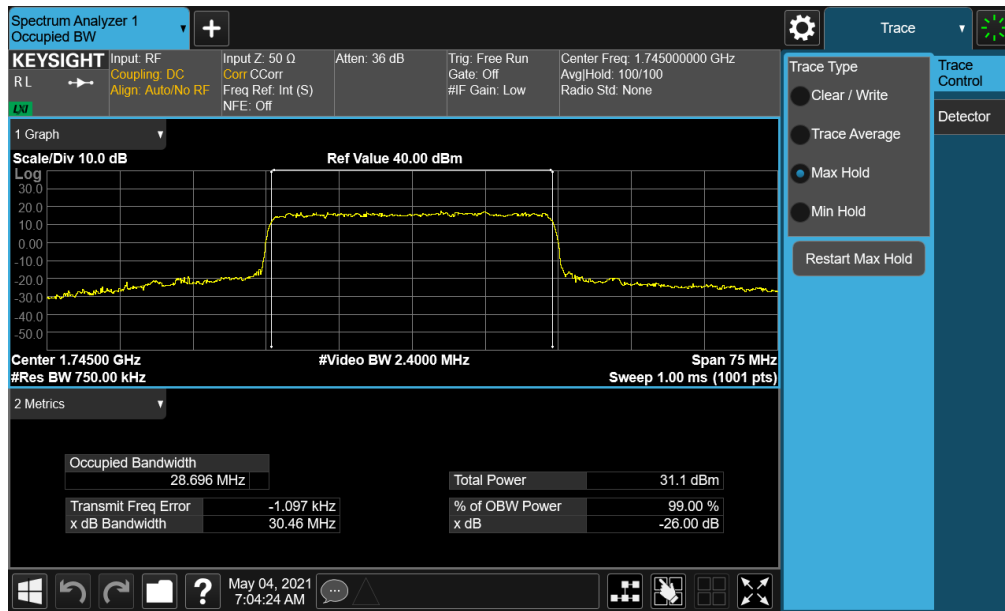 Spectrum Analyzer 1
Occupied BW
+
Trace
KEYSIGHT
R L
LXI
Input: RF
Coupling: DC
Align: Auto/No RF
Input Z: 50 Ω
Corr CCorr
Freq Ref: Int (S)
NFE: Off
Atten: 36 dB
Trig: Free Run
Gate: Off
#IF Gain: Low
Center Freq: 1.745000000 GHz
Avg|Hold: 100/100
Radio Std: None
1 Graph
Scale/Div 10.0 dB
Ref Value 40.00 dBm
Log
30.0
20.0
10.0
0.00
-10.0
-20.0
-30.0
-40.0
-50.0
Center 1.74500 GHz
#Video BW 2.4000 MHz
Span 75 MHz
#Res BW 750.00 kHz
Sweep 1.00 ms (1001 pts)
2 Metrics
Occupied Bandwidth
28.696 MHz
Transmit Freq Error -1.097 kHz
x dB Bandwidth 30.46 MHz
Total Power 31.1 dBm
% of OBW Power 99.00 %
x dB -26.00 dB
Trace Type
Clear / Write
Trace Average
Max Hold
Min Hold
Restart Max Hold
Trace
Control
Detector
?
May 04, 2021
7:04:24 AM